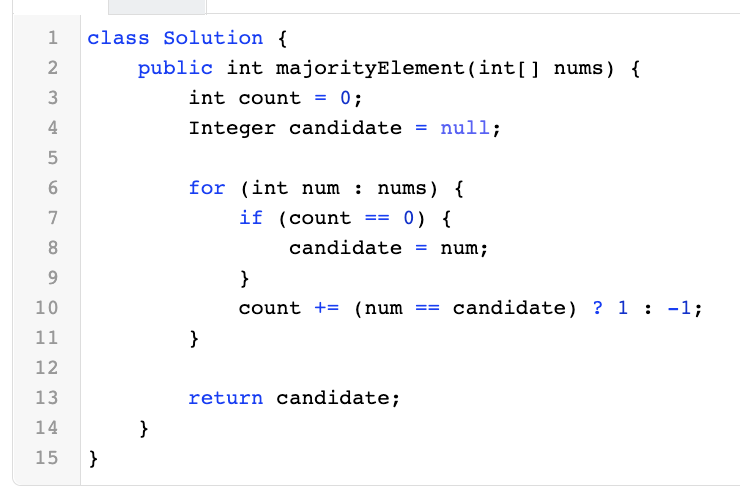 1 class Solution {
2     public int majorityElement(int[] nums) {
3         int count = 0;
4         Integer candidate = null;
5
6         for (int num : nums) {
7             if (count == 0) {
8                 candidate = num;
9             }
10             count += (num == candidate) ? 1 : -1;
11         }
12
13         return candidate;
14     }
15 }